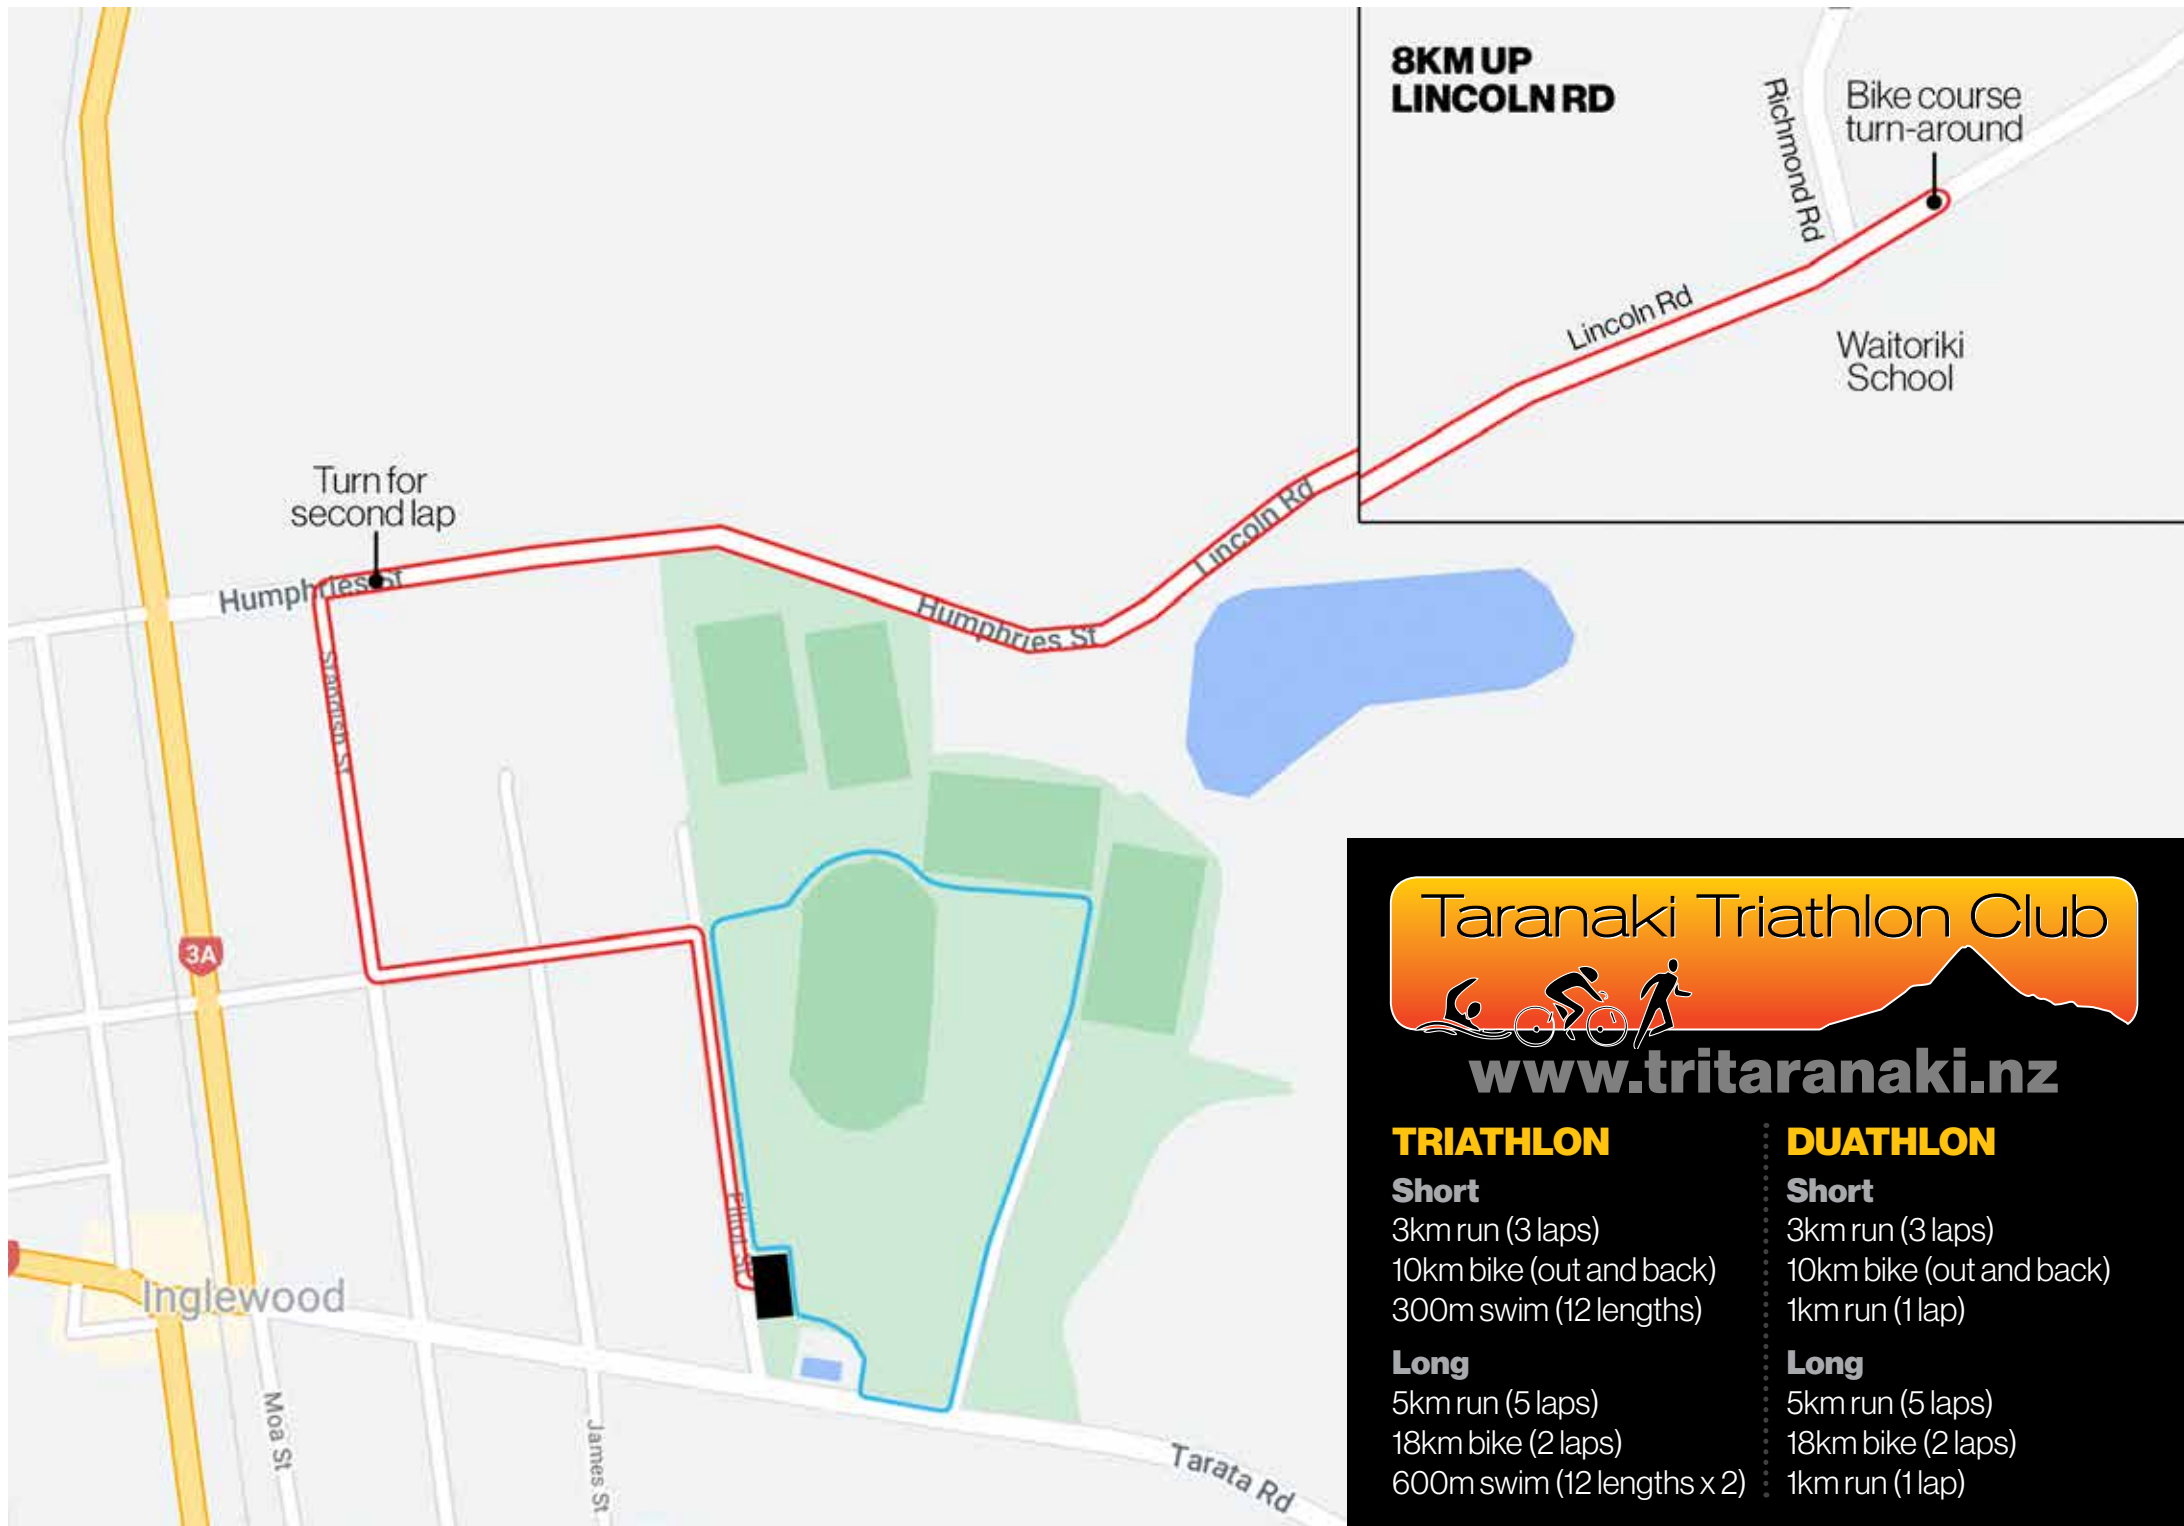 8KM UP
LINCOLN RD
Richmond Rd
Bike course
turn-around
Lincoln Rd
Waitoriki
School
Turn for
second lap
Humphries St
Lincoln Rd
Humphries St
Standish St
3A
Elliot St
Inglewood
Moa St
James St
Tarata Rd
Taranaki Triathlon Club
www.tritaranaki.nz
TRIATHLON
Short
3km run (3 laps)
10km bike (out and back)
300m swim (12 lengths)
Long
5km run (5 laps)
18km bike (2 laps)
600m swim (12 lengths x 2)
DUATHLON
Short
3km run (3 laps)
10km bike (out and back)
1km run (1 lap)
Long
5km run (5 laps)
18km bike (2 laps)
1km run (1 lap)